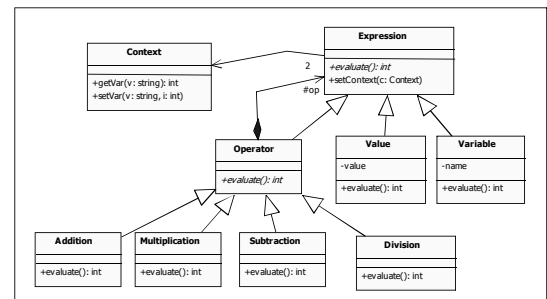 Expression
+evaluate(): int
+setContext(c: Context)
Context
+getVar(v: string): int
+setVar(v: string, i: int)
2
#op
Operator
+evaluate(): int
Value
-value
+evaluate(): int
Variable
-name
+evaluate(): int
Addition
+evaluate(): int
Multiplication
+evaluate(): int
Subtraction
+evaluate(): int
Division
+evaluate(): int